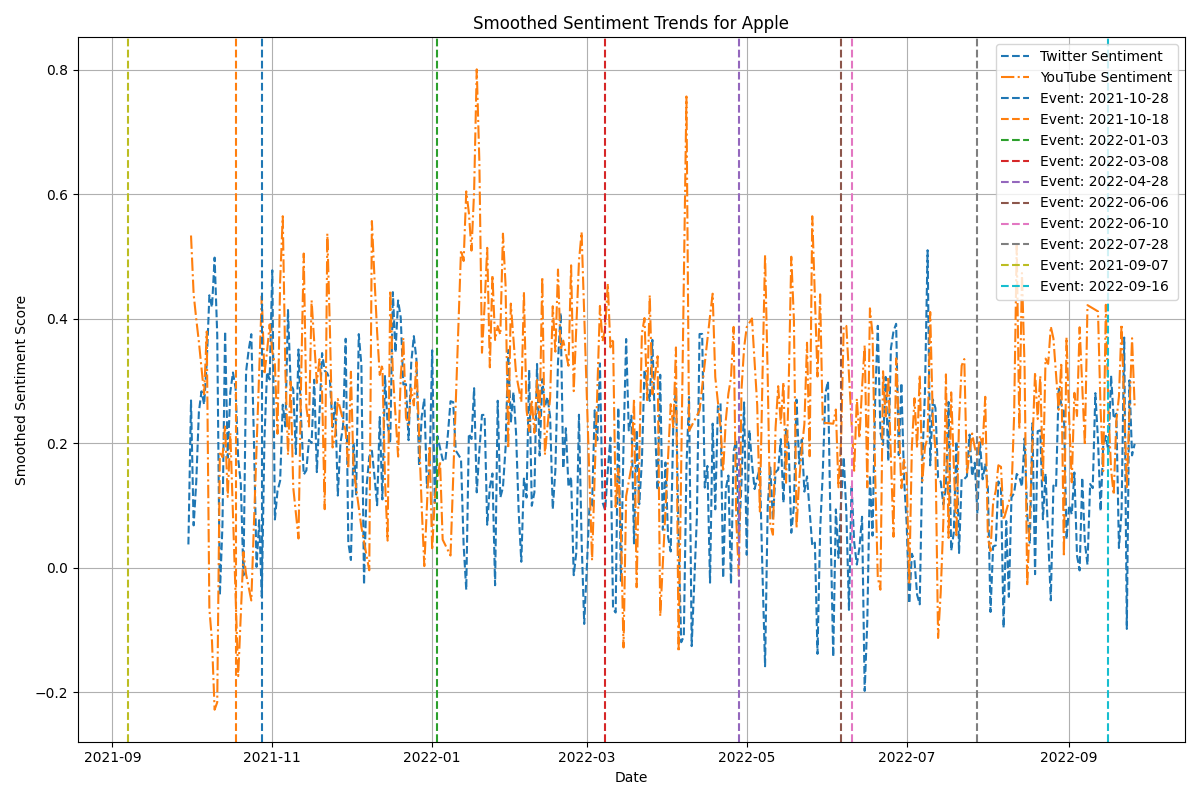 Smoothed Sentiment Trends for Apple
Twitter Sentiment
YouTube Sentiment
Event: 2021-10-28
Event: 2021-10-18
Event: 2022-01-03
Event: 2022-03-08
Event: 2022-04-28
Event: 2022-06-06
Event: 2022-06-10
Event: 2022-07-28
Event: 2021-09-07
Event: 2022-09-16
Smoothed Sentiment Score
0.8
0.6
0.4
0.2
0.0
−0.2
2021-09
2021-11
2022-01
2022-03
2022-05
2022-07
2022-09
Date